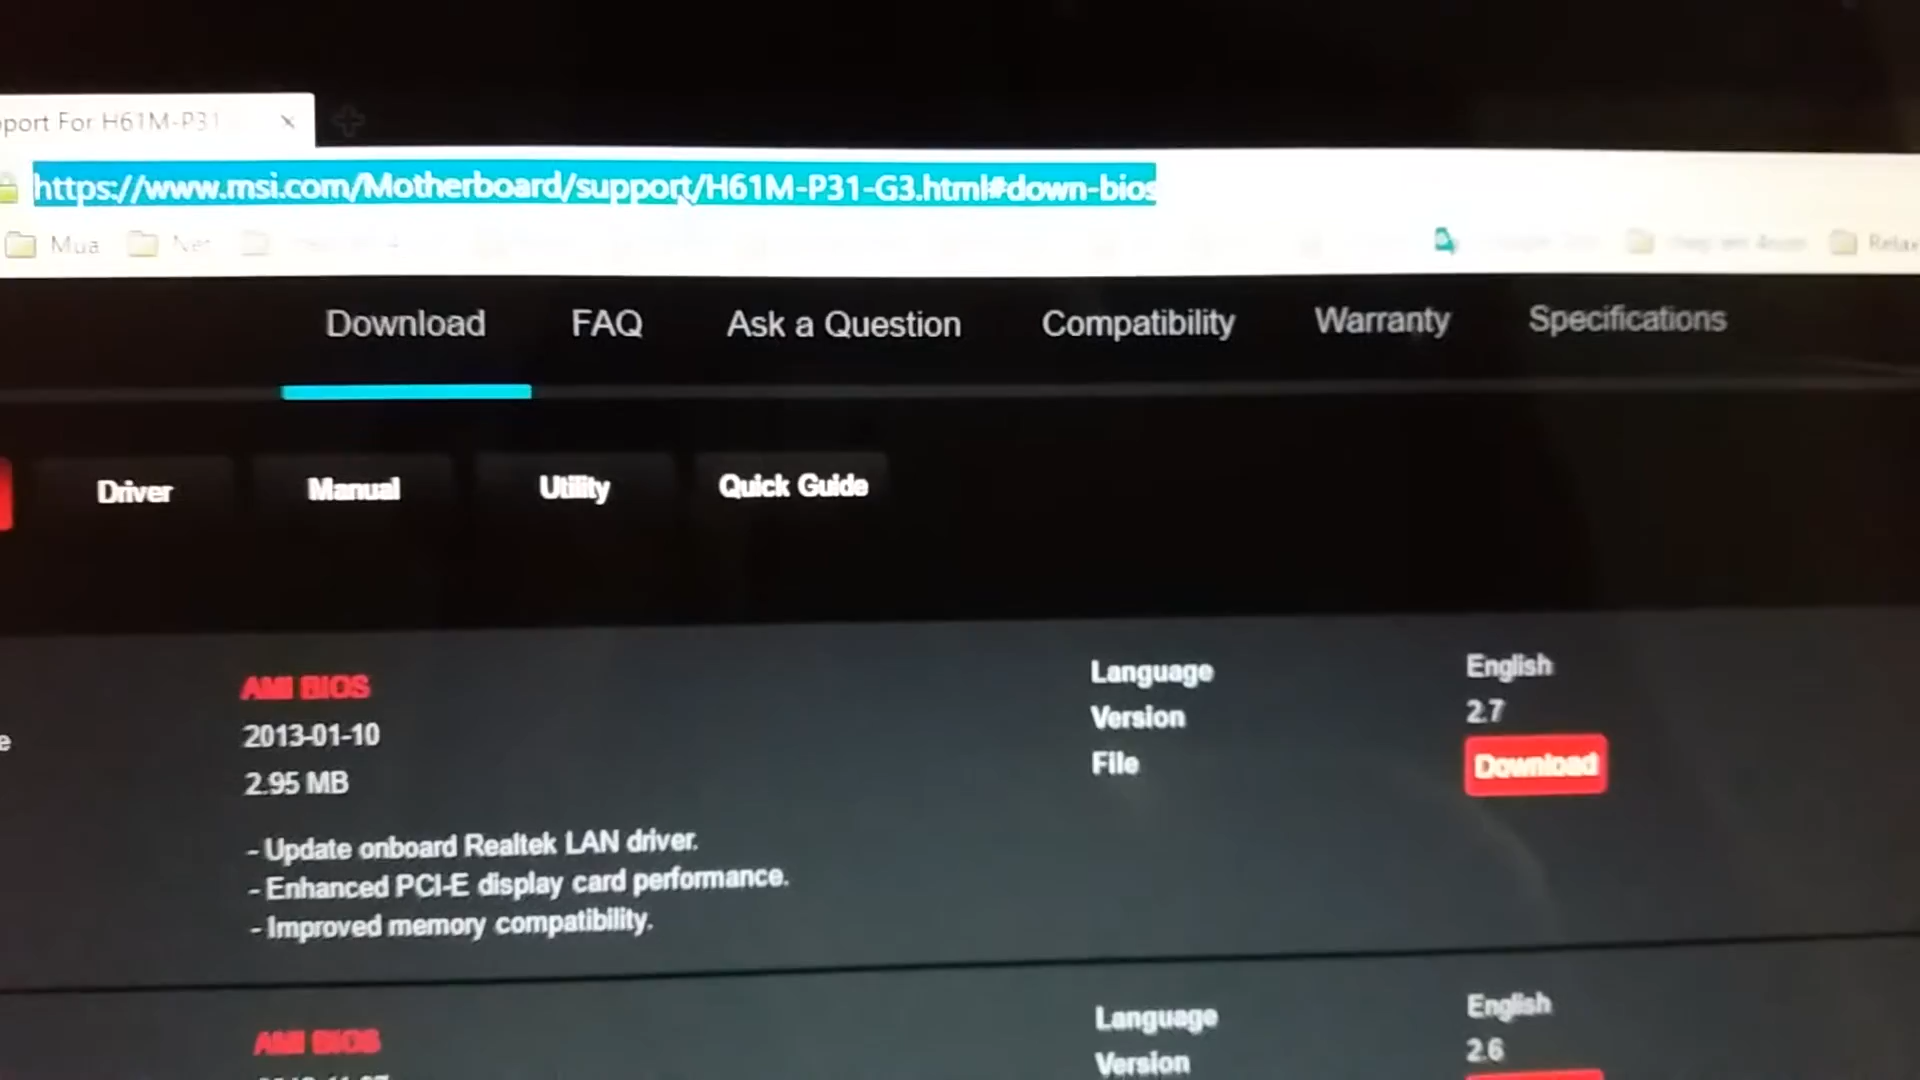 port For H61M-P31
https://www.msi.com/Motherboard/support/H61M-P31-G3.html#down-bios
Mua Net Relax
Download FAQ Ask a Question Compatibility Warranty Specifications
Driver Manual Utility Quick Guide
AMI BIOS
2013-01-10
2.95 MB
Language English
Version 2.7
File Download
e
- Update onboard Realtek LAN driver.
- Enhanced PCI-E display card performance.
- Improved memory compatibility.
AMI BIOS
Language English
Version 2.6